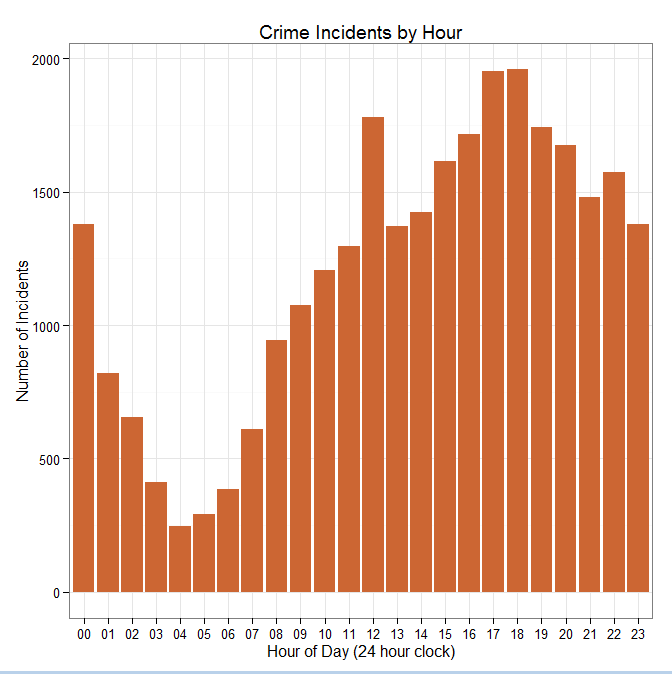 Crime Incidents by Hour
2000
1500
1000
500
0
Number of Incidents
00 01 02 03 04 05 06 07 08 09 10 11 12 13 14 15 16 17 18 19 20 21 22 23
Hour of Day (24 hour clock)